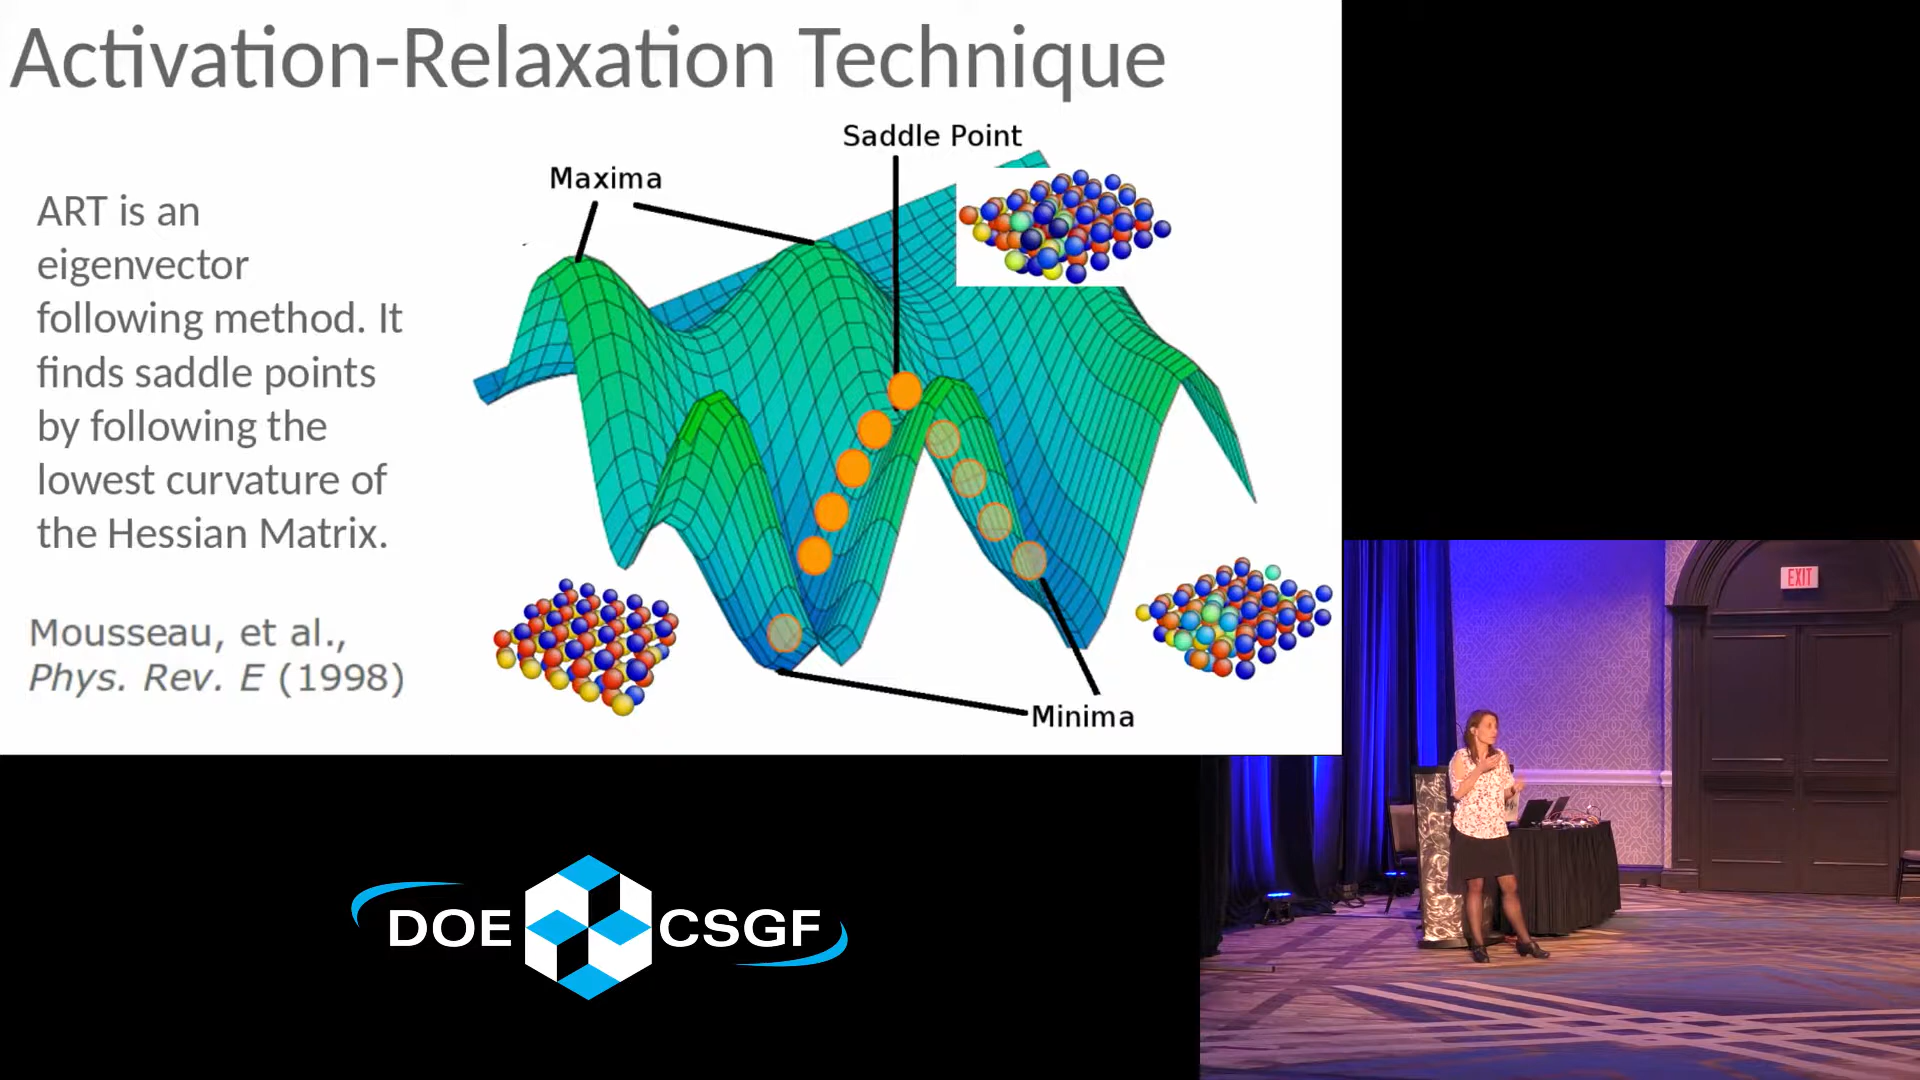 Activation-Relaxation Technique
Saddle Point
Maxima
ART is an
eigenvector
following method. It
finds saddle points
by following the
lowest curvature of
the Hessian Matrix.
Mousseau, et al.,
Phys. Rev. E (1998)
Minima
EXIT
DOE CSGF